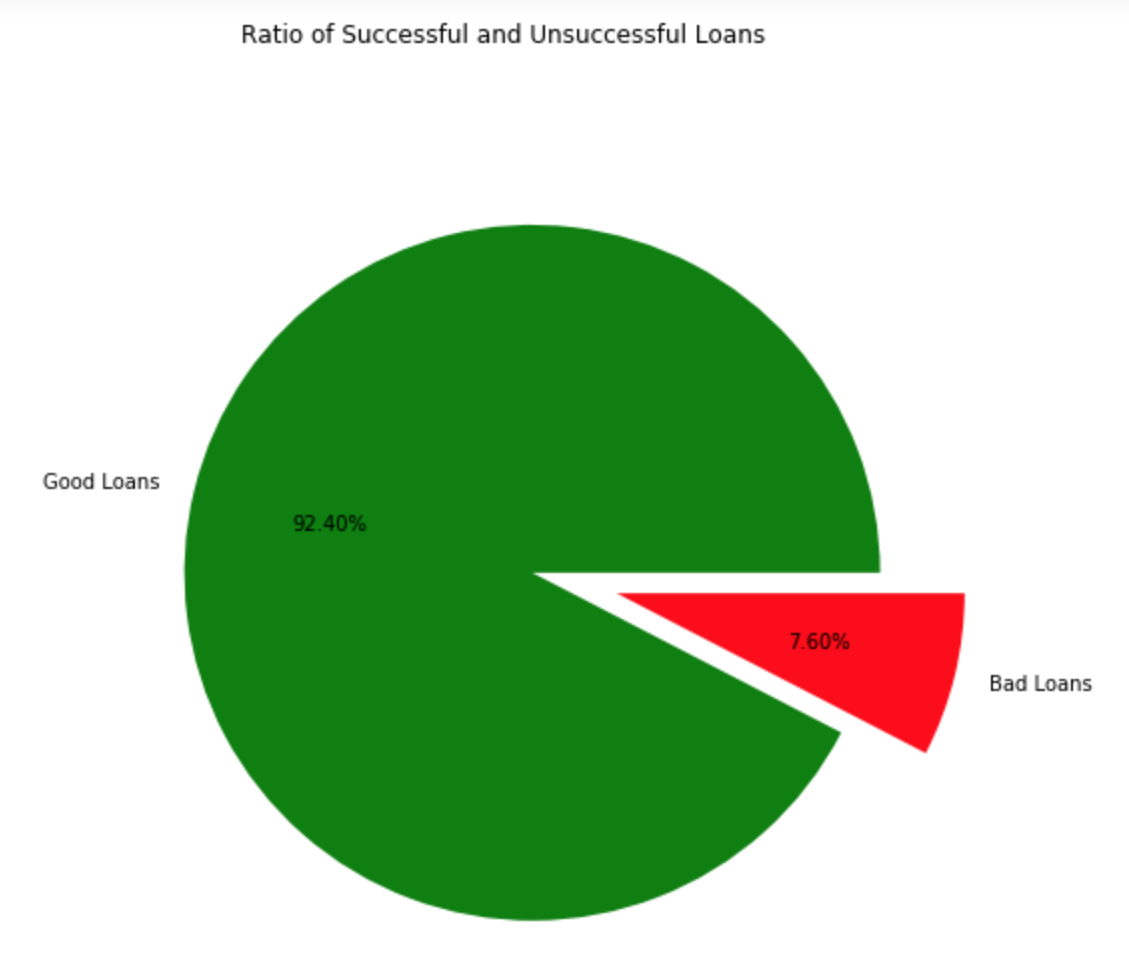 Ratio of Successful and Unsuccessful Loans
Good Loans
92.40%
7.60%
Bad Loans